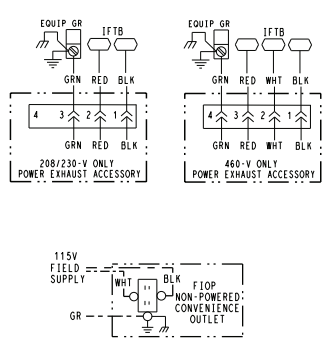 EQUIP GR
IFTB
GRN RED BLK
4 3 2 1
GRN RED BLK
208/230-V ONLY
POWER EXHAUST ACCESSORY
EQUIP GR
IFTB
GRN RED WHT BLK
4 3 2 1
GRN RED WHT BLK
460-V ONLY
POWER EXHAUST ACCESSORY
115V
FIELD
SUPPLY
WHT
BLK
GR
FIOP
NON-POWERED
CONVENIENCE
OUTLET